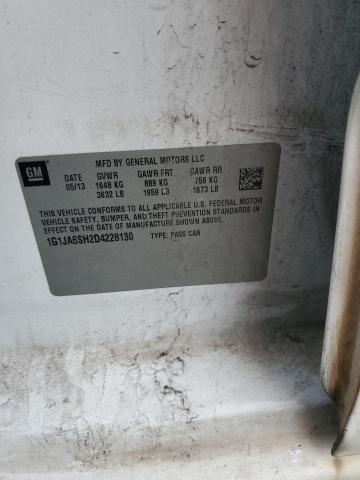 GM
MFD BY GENERAL MOTORS LLC
DATE GVWR GAWR FRT GAWR RR
05/13 1648 KG 889 KG 759 KG
3632 LB 1959 LB 1673 LB
THIS VEHICLE CONFORMS TO ALL APPLICABLE U.S. FEDERAL MOTOR
VEHICLE SAFETY, BUMPER, AND THEFT PREVENTION STANDARDS IN
EFFECT ON THE DATE OF MANUFACTURE SHOWN ABOVE.
1G1JA6SH2D4228130 TYPE: PASS CAR